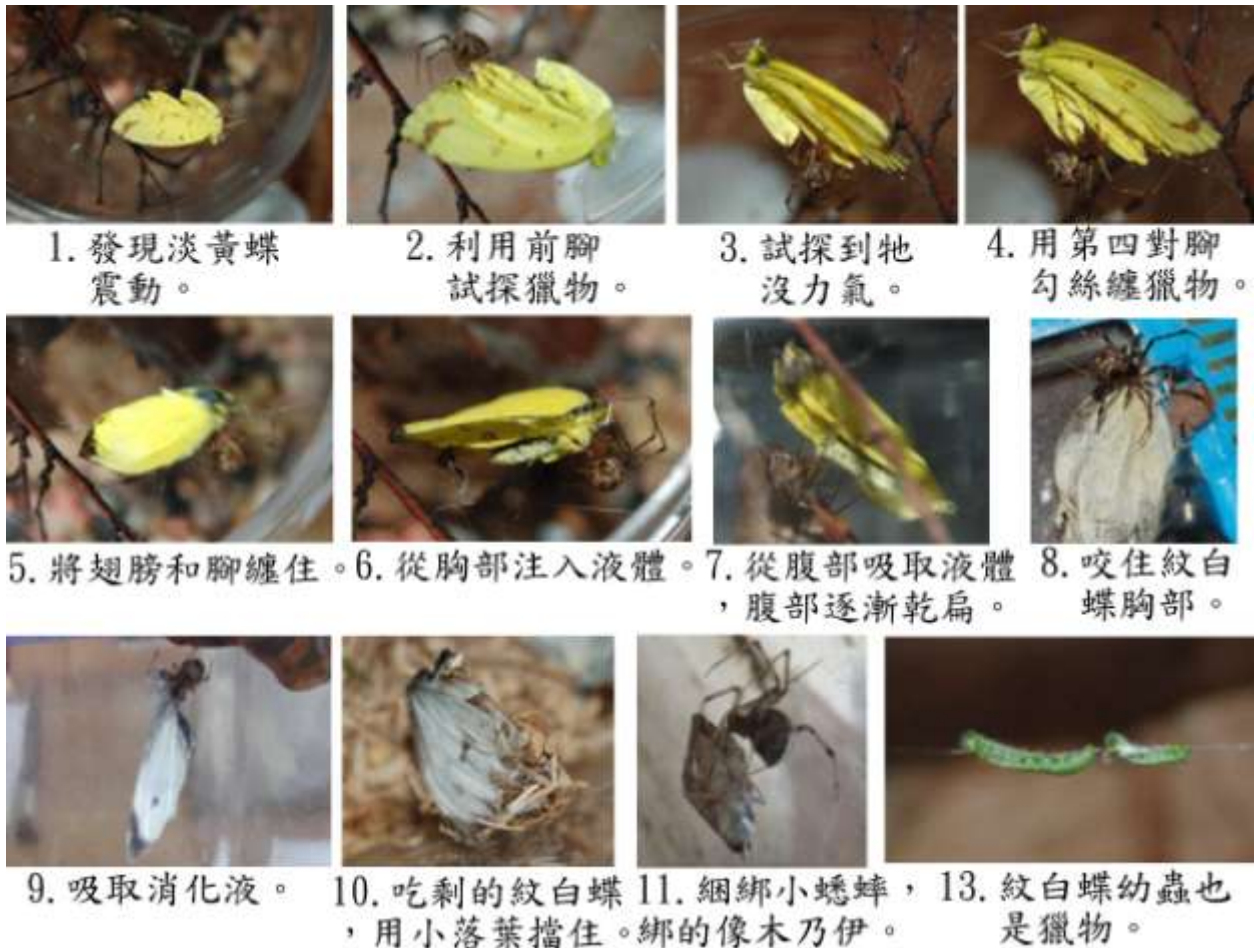 1. 發現淡黃蝶
震動。
2. 利用前腳
試探獵物。
3. 試探到牠
沒力氣。
4. 用第四對腳
勾絲纏獵物。
5. 將翅膀和腳纏住。
6. 從胸部注入液體。
7. 從腹部吸取液體
，腹部逐漸乾扁。
8. 咬住紋白
蝶胸部。
9. 吸取消化液。
10. 吃剩的紋白蝶
，用小落葉擋住。
11. 綑綁小蟋蟀，
綁的像木乃伊。
13. 紋白蝶幼蟲也
是獵物。